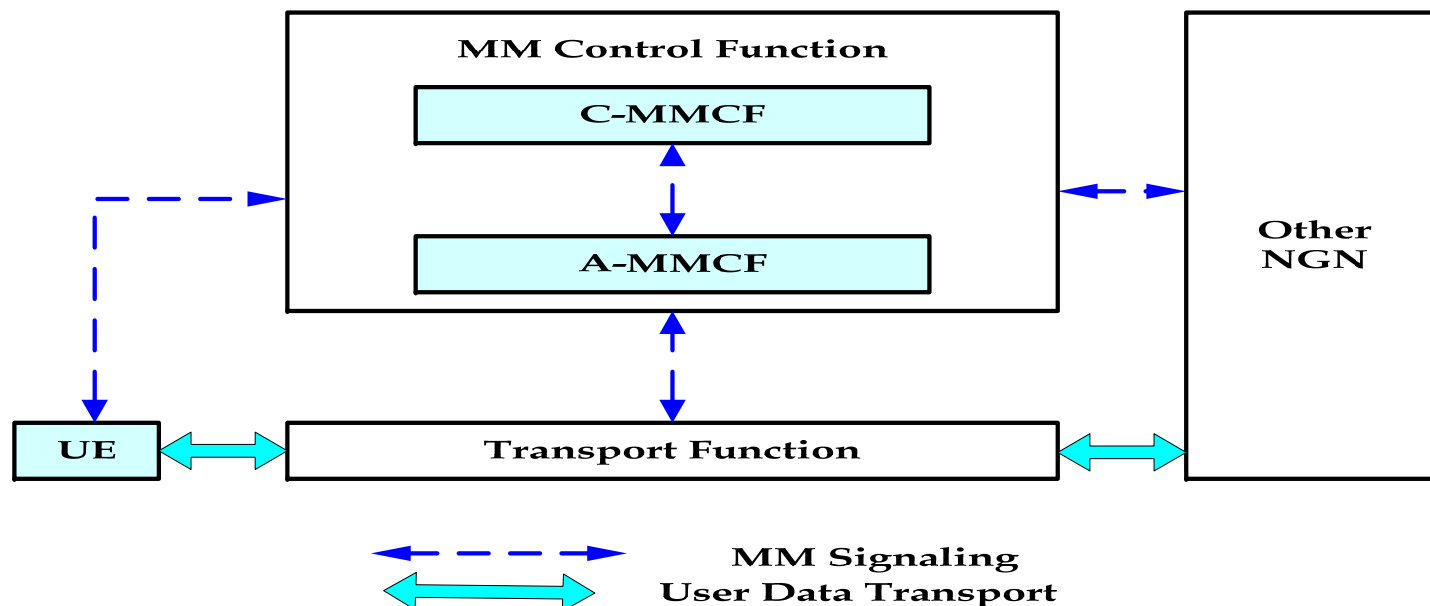 MM Control Function
C-MMCF
A-MMCF
Other
NGN
UE
Transport Function
MM Signaling
User Data Transport